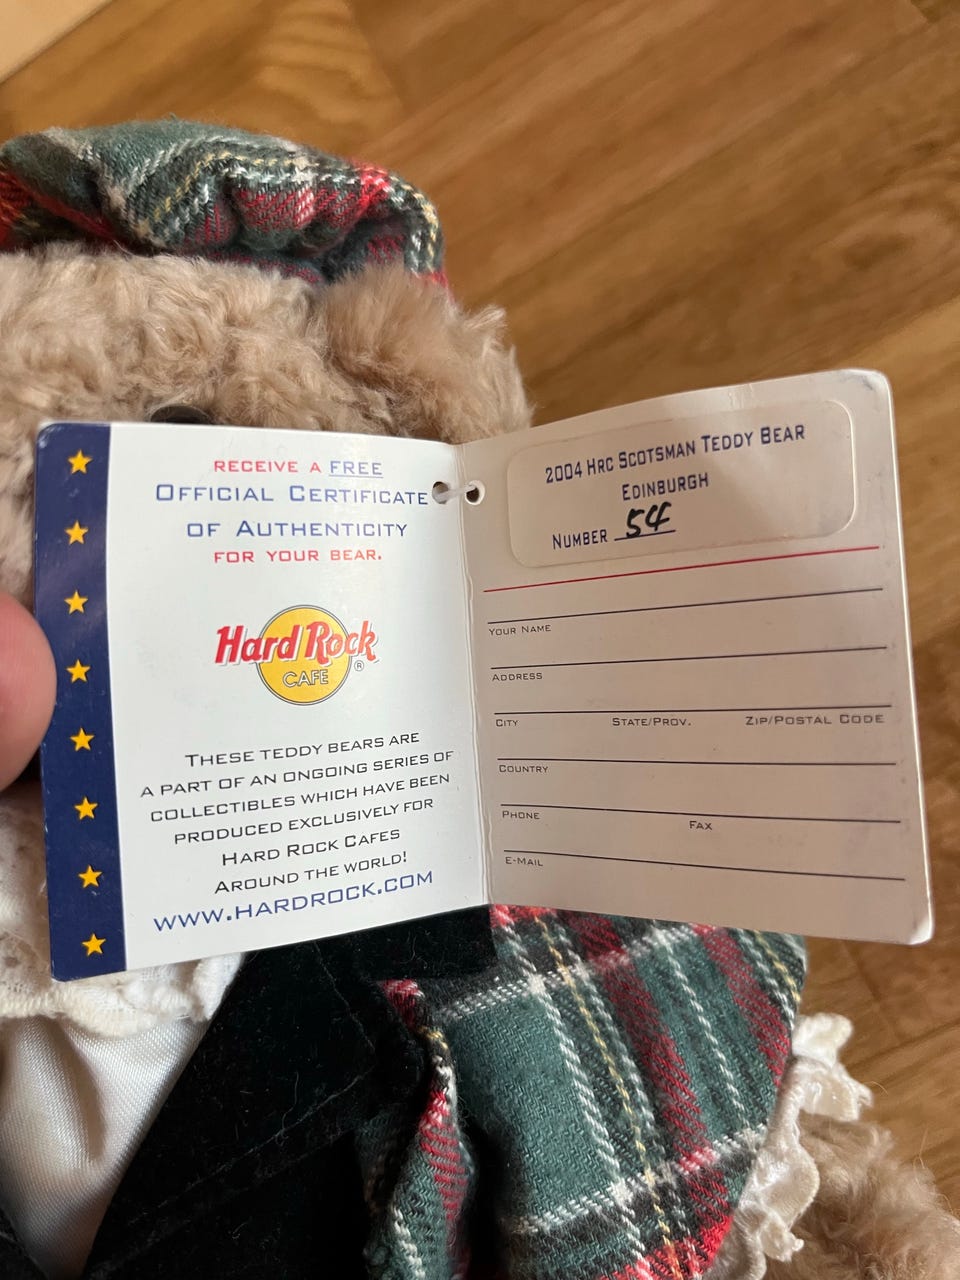 RECEIVE A FREE
OFFICIAL CERTIFICATE
OF AUTHENTICITY
FOR YOUR BEAR.
Hard Rock
CAFE
®
THESE TEDDY BEARS ARE
A PART OF AN ONGOING SERIES OF
COLLECTIBLES WHICH HAVE BEEN
PRODUCED EXCLUSIVELY FOR
HARD ROCK CAFES
AROUND THE WORLD!
WWW.HARDROCK.COM
2004 HRC SCOTSMAN TEDDY BEAR
EDINBURGH
NUMBER 54
YOUR NAME
ADDRESS
CITY STATE/PROV. ZIP/POSTAL CODE
COUNTRY
PHONE FAX
E-MAIL